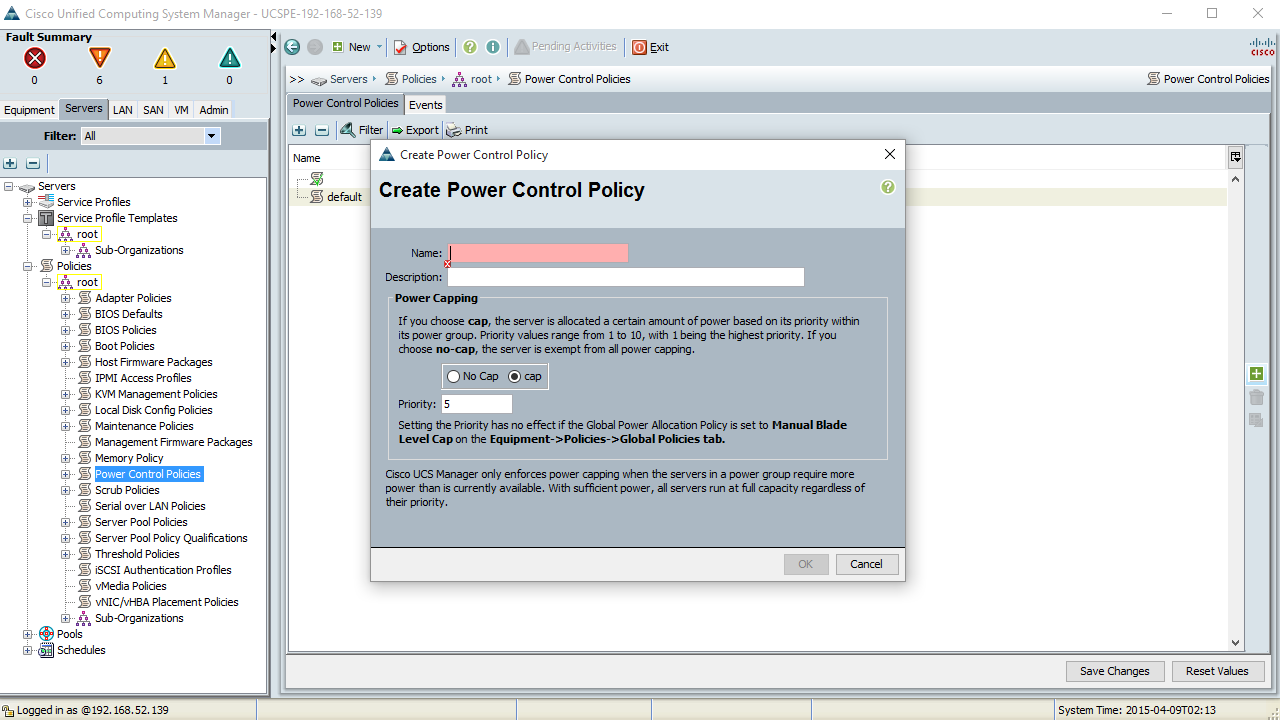 Cisco Unified Computing System Manager - UCSPE-192-168-52-139
Fault Summary
0 6 1 0
Equipment Servers LAN SAN VM Admin
Filter: All
Servers
Service Profiles
Service Profile Templates
root
Sub-Organizations
Policies
root
Adapter Policies
BIOS Defaults
BIOS Policies
Boot Policies
Host Firmware Packages
IPMI Access Profiles
KVM Management Policies
Local Disk Config Policies
Maintenance Policies
Management Firmware Packages
Memory Policy
Power Control Policies
Scrub Policies
Serial over LAN Policies
Server Pool Policies
Server Pool Policy Qualifications
Threshold Policies
iSCSI Authentication Profiles
vMedia Policies
vNIC/vHBA Placement Policies
Sub-Organizations
Pools
Schedules
New Options Pending Activities Exit
cisco
>> Servers Policies root Power Control Policies Power Control Policies
Power Control Policies Events
Filter Export Print
Name
default
Create Power Control Policy
Create Power Control Policy
Name:
Description:
Power Capping
If you choose cap, the server is allocated a certain amount of power based on its priority within
its power group. Priority values range from 1 to 10, with 1 being the highest priority. If you
choose no-cap, the server is exempt from all power capping.
No Cap cap
Priority: 5
Setting the Priority has no effect if the Global Power Allocation Policy is set to Manual Blade
Level Cap on the Equipment->Policies->Global Policies tab.
Cisco UCS Manager only enforces power capping when the servers in a power group require more
power than is currently available. With sufficient power, all servers run at full capacity regardless of
their priority.
OK Cancel
Save Changes Reset Values
Logged in as @192.168.52.139
System Time: 2015-04-09T02:13